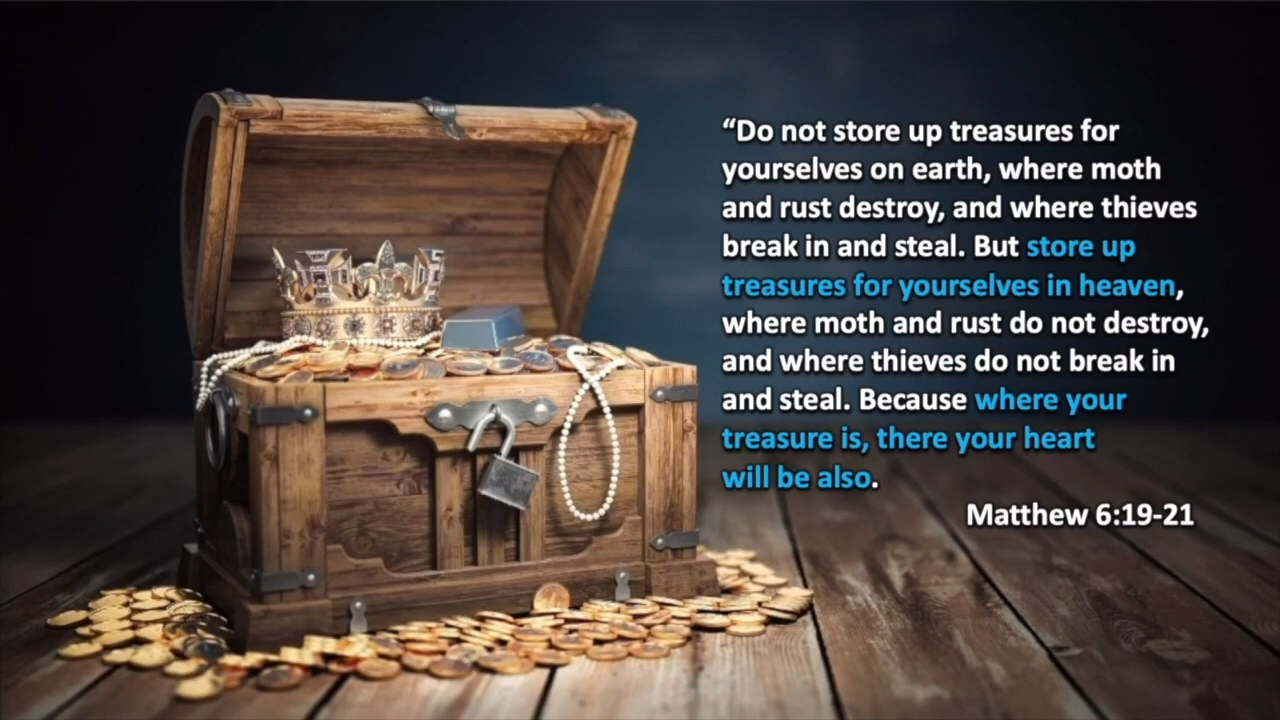 “Do not store up treasures for
yourselves on earth, where moth
and rust destroy, and where thieves
break in and steal. But store up
treasures for yourselves in heaven,
where moth and rust do not destroy,
and where thieves do not break in
and steal. Because where your
treasure is, there your heart
will be also.
Matthew 6:19-21